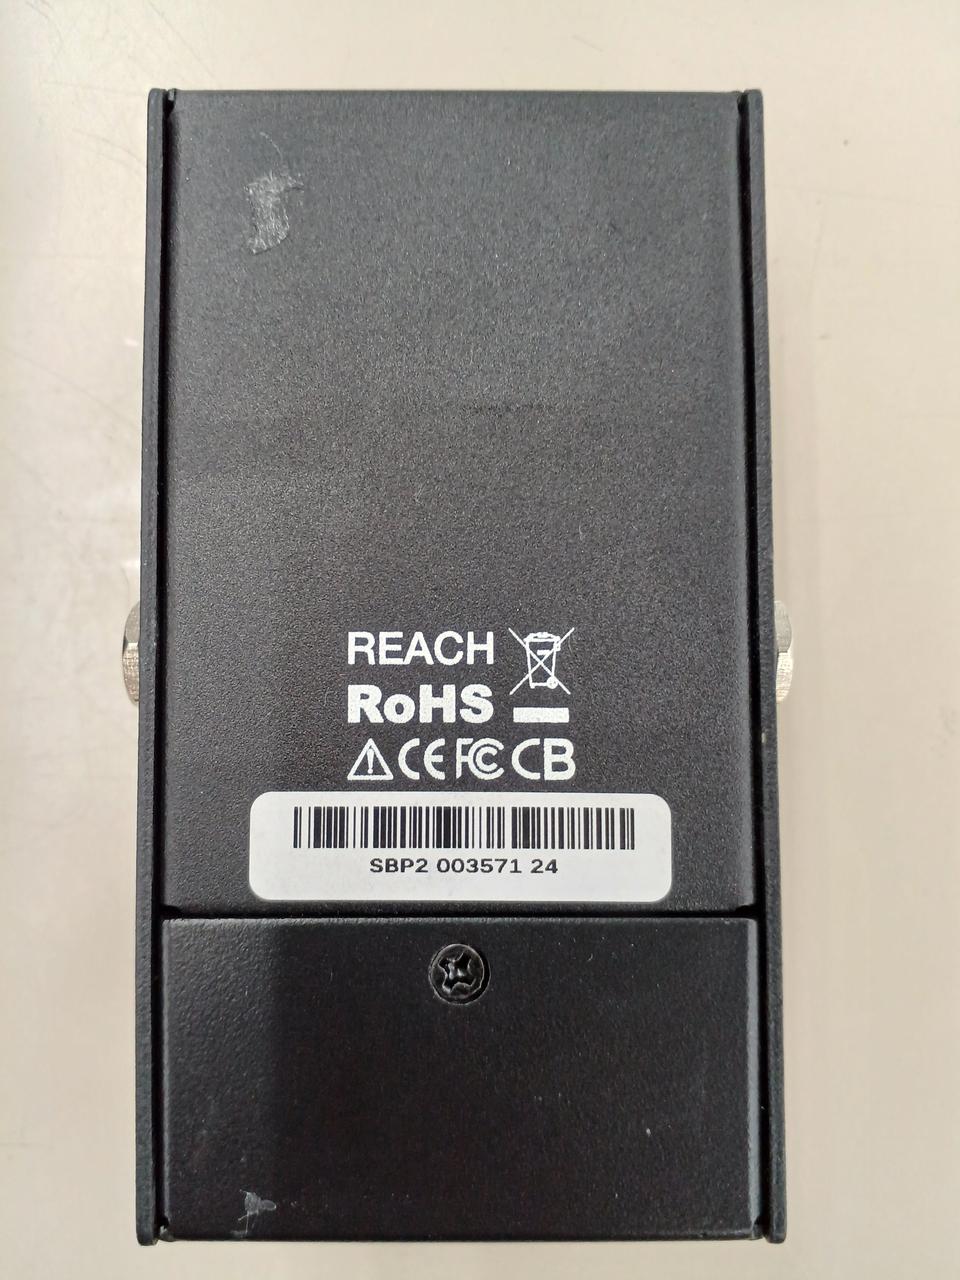 REACH
RoHS
CE FC CB
SBP2 003571 24